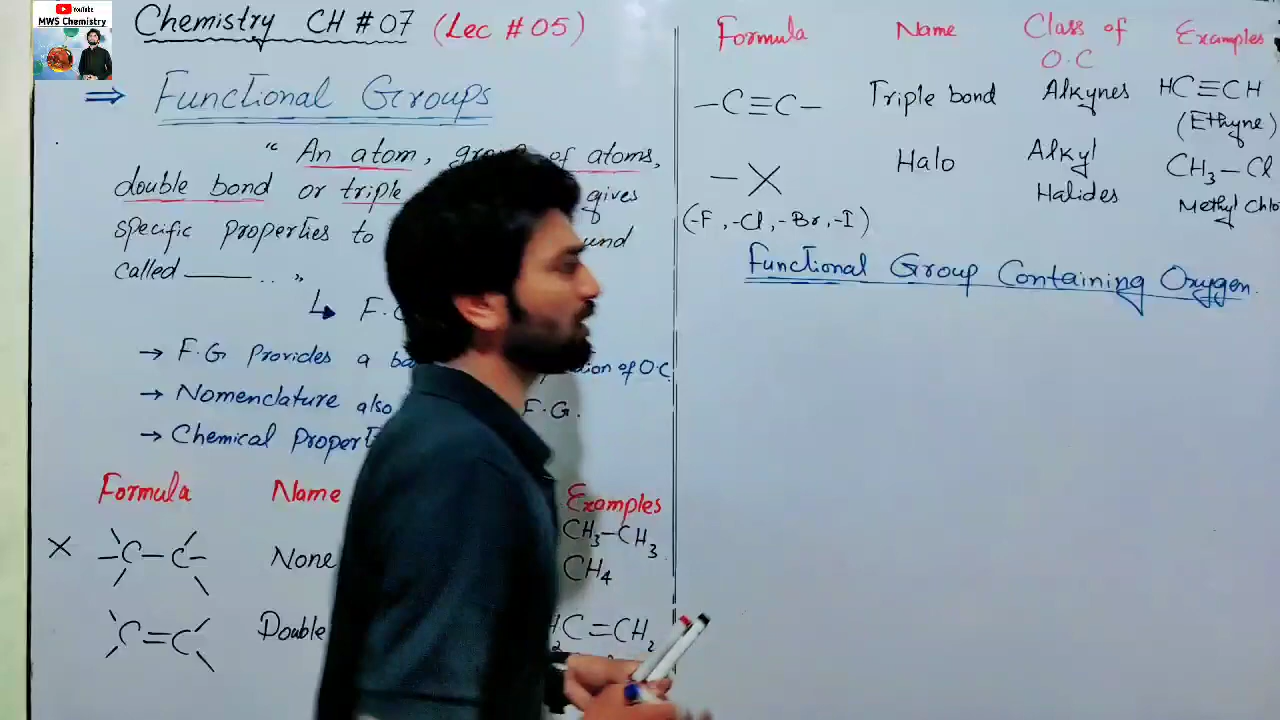 YouTube
MWS Chemistry
Chemistry CH # 07 (Lec # 05)
⇒ Functional Groups
“ An atom, of atoms,
double bond or triple gives
specific properties to
called ——— .. ”
→ F.G Provides a of O.C.
→ Nomenclature also F.G.
→ Chemical
Formula Name Examples
× -C-C- None CH3-CH3
CH4
C=C Double C=CH2
Formula Name Class of O.C Examples
-C≡C- Triple bond Alkynes HC≡CH
(Ethyne)
-X Halo Alkyl Halides CH3-Cl
(-F, -Cl, -Br, -I) Methyl
Functional Group Containing Oxygen.